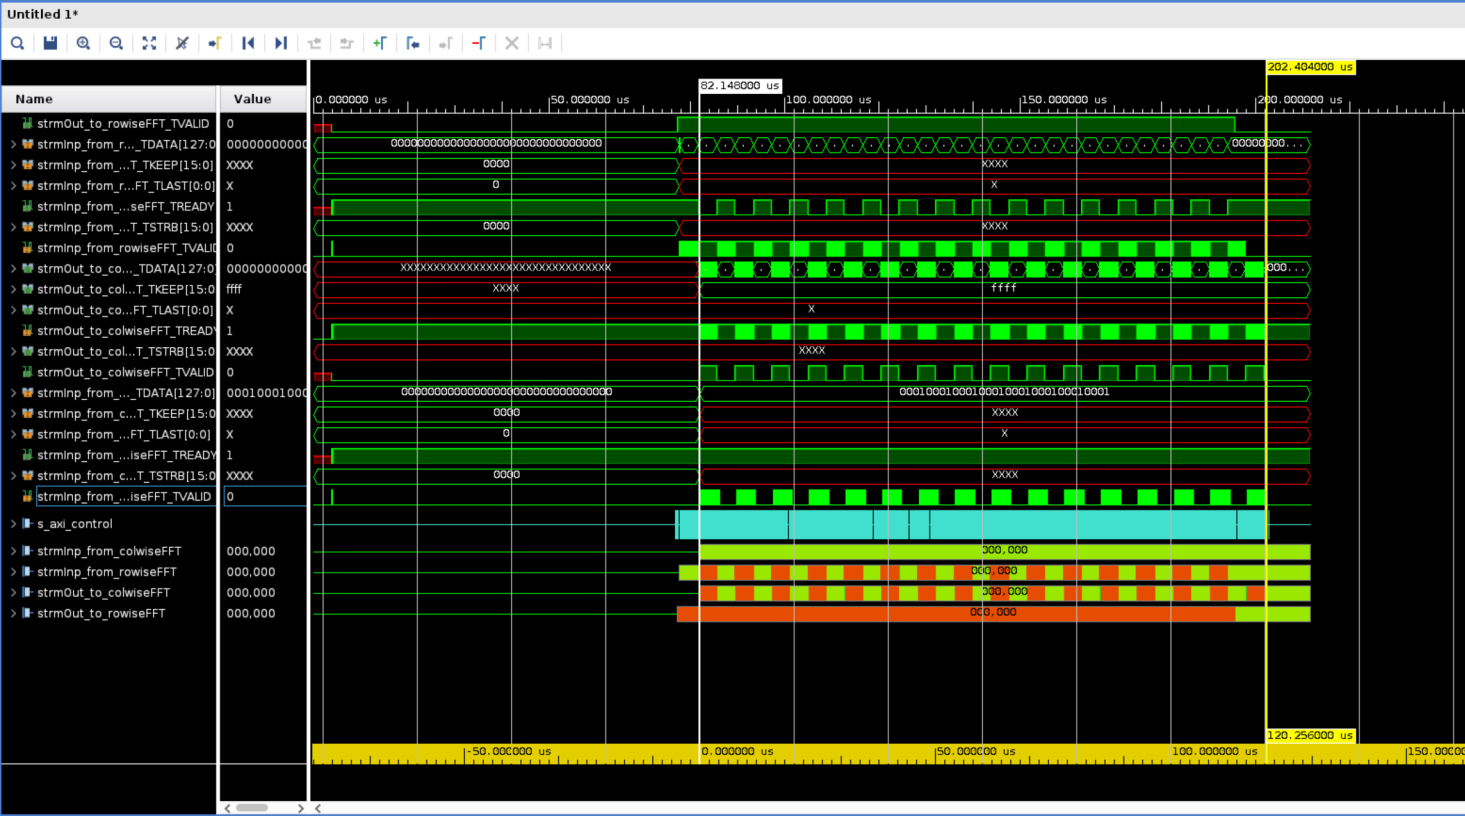 Untitled 1*
202.404000 us
82.148000 us
Name Value
0.000000 us 50.000000 us 100.000000 us 150.000000 us 200.000000 us
strmOut_to_rowiseFFT_TVALID 0
strmInp_from_r..._TDATA[127:0 00000000000 00000000000000000000000000000000 00000000...
strmInp_from_...T_TKEEP[15:0] XXXX 0000 XXXX
strmInp_from_r...FT_TLAST[0:0] X 0 X
strmInp_from_...seFFT_TREADY 1
strmInp_from_...T_TSTRB[15:0] XXXX 0000 XXXX
strmInp_from_rowiseFFT_TVALID 0
strmOut_to_co..._TDATA[127:0] 00000000000 XXXXXXXXXXXXXXXXXXXXXXXXXXXXXXXX 000...
strmOut_to_col...T_TKEEP[15:0 ffff XXXX ffff
strmOut_to_co...FT_TLAST[0:0] X X
strmOut_to_colwiseFFT_TREADY 1
strmOut_to_col...T_TSTRB[15:0 XXXX XXXX
strmOut_to_colwiseFFT_TVALID 0
strmInp_from_..._TDATA[127:0] 00010001000 00000000000000000000000000000000 00010001000100010001000100010001
strmInp_from_c...T_TKEEP[15:0 XXXX 0000 XXXX
strmInp_from_...FT_TLAST[0:0] X 0 X
strmInp_from_...iseFFT_TREADY 1
strmInp_from_c...T_TSTRB[15:0 XXXX 0000 XXXX
strmInp_from_...iseFFT_TVALID 0
s_axi_control
strmInp_from_colwiseFFT 000,000 000,000
strmInp_from_rowiseFFT 000,000 000,000
strmOut_to_colwiseFFT 000,000 000,000
strmOut_to_rowiseFFT 000,000 000,000
120.256000 us
-50.000000 us 0.000000 us 50.000000 us 100.000000 us 150.0000